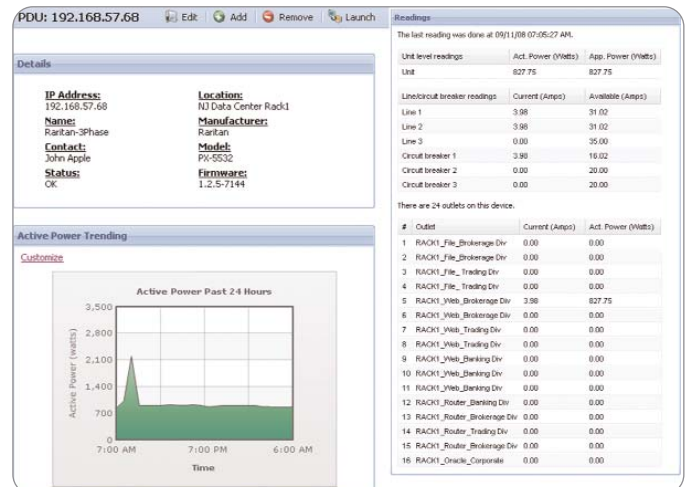 PDU: 192.168.57.68
Edit
Add
Remove
Launch
Details
IP Address:
192.168.57.68
Location:
NJ Data Center Rack1
Name:
Raritan-3Phase
Manufacturer:
Raritan
Contact:
John Apple
Model:
PX-5532
Status:
OK
Firmware:
1.2.5-7144
Active Power Trending
Customize
Active Power Past 24 Hours
Active Power (watts)
3,500
2,800
2,100
1,400
700
0
7:00 AM
7:00 PM
6:00 AM
Time
Readings
The last reading was done at 09/11/08 07:05:27 AM.
Unit level readings Act. Power (Watts) App. Power (Watts)
Unit 827.75 827.75
Line/circuit breaker readings Current (Amps) Available (Amps)
Line 1 3.98 31.02
Line 2 3.98 31.02
Line 3 0.00 35.00
Circuit breaker 1 3.98 16.02
Circuit breaker 2 0.00 20.00
Circuit breaker 3 0.00 20.00
There are 24 outlets on this device.
# Outlet Current (Amps) Act. Power (Watts)
1 RACK1_File_Brokerage Div 0.00 0.00
2 RACK1_File_Brokerage Div 0.00 0.00
3 RACK1_File_ Trading Div 0.00 0.00
4 RACK1_File_ Trading Div 0.00 0.00
5 RACK1_Web_Brokerage Div 3.98 827.75
6 RACK1_Web_Brokerage Div 0.00 0.00
7 RACK1_Web_Trading Div 0.00 0.00
8 RACK1_Web_Trading Div 0.00 0.00
9 RACK1_Web_Banking Div 0.00 0.00
10 RACK1_Web_Banking Div 0.00 0.00
11 RACK1_Web_Banking Div 0.00 0.00
12 RACK1_Router_Banking Div 0.00 0.00
13 RACK1_Router_Brokerage Div 0.00 0.00
14 RACK1_Router_Trading Div 0.00 0.00
15 RACK1_Router_Brokerage Div 0.00 0.00
16 RACK1_Oracle_Corporate 0.00 0.00